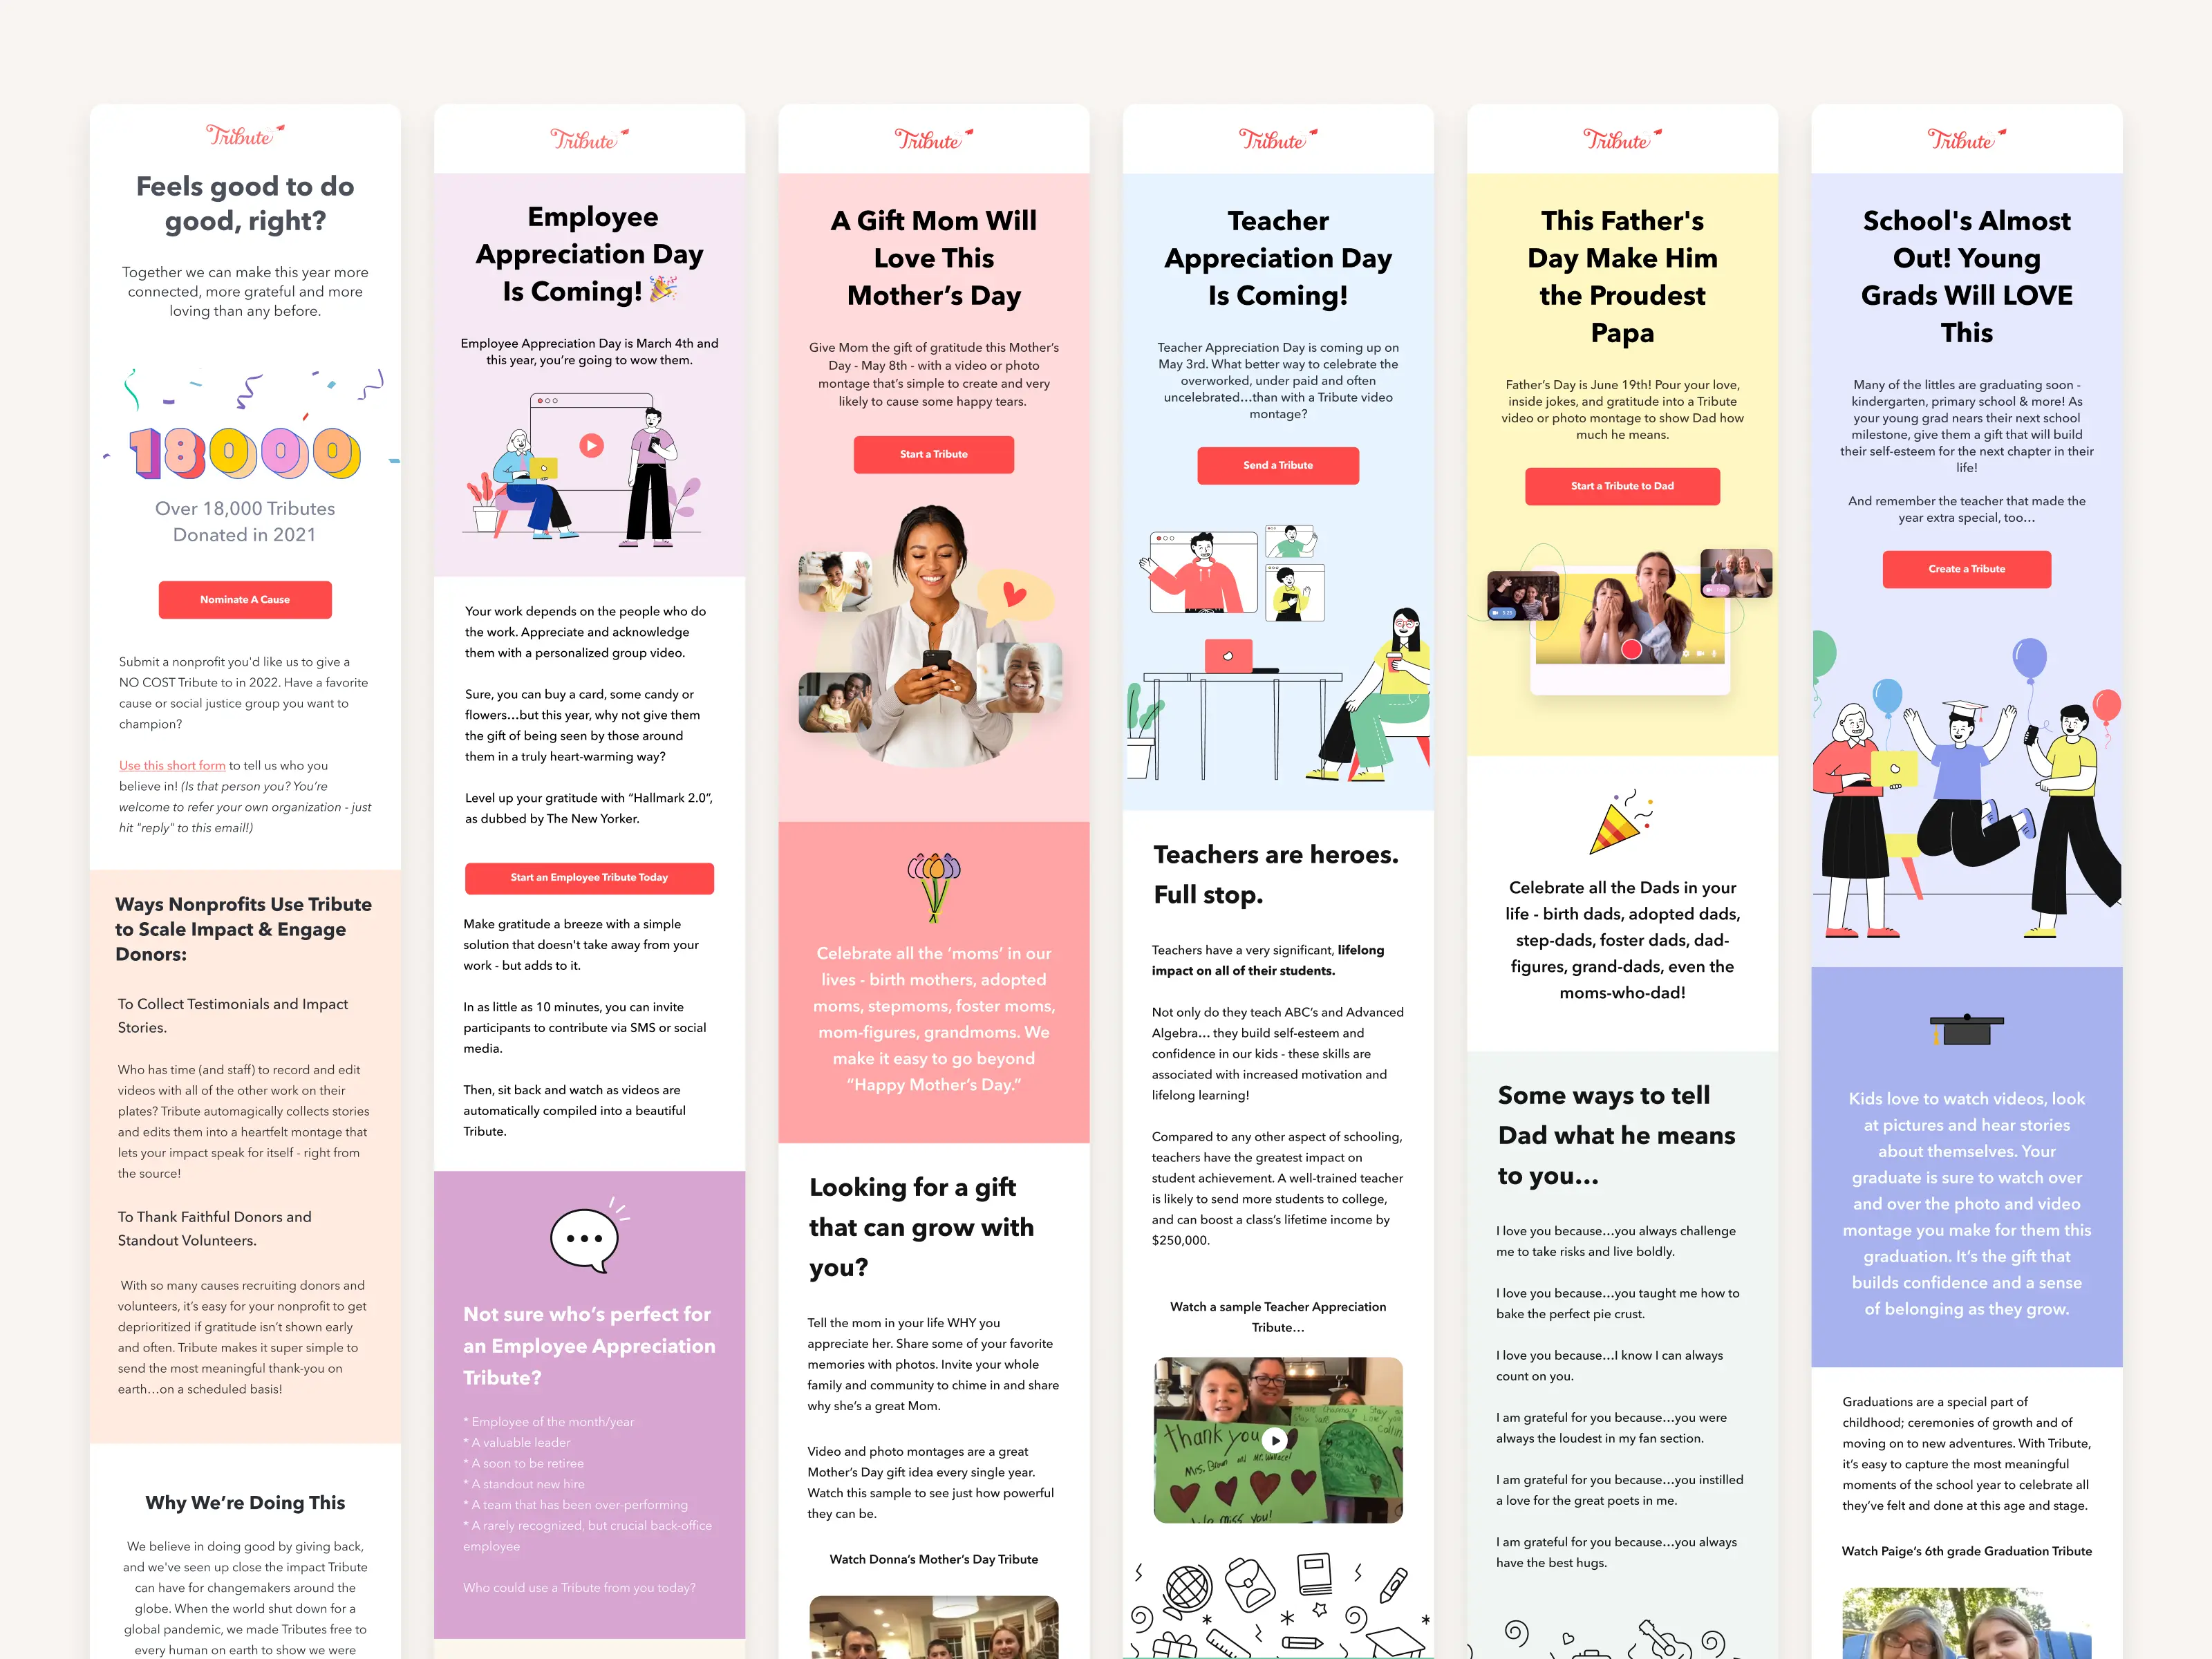 Tribute
Feels good to do
good, right?
Together we can make this year more
connected, more grateful and more
loving than any before.
18000
Over 18,000 Tributes
Donated in 2021
Nominate A Cause
Submit a nonprofit you'd like us to give a
NO COST Tribute to in 2022. Have a favorite
cause or social justice group you want to
champion?
Use this short form to tell us who you
believe in! (Is that person you? You're
welcome to refer your own organization - just
hit "reply" to this email!)
Ways Nonprofits Use Tribute
to Scale Impact & Engage
Donors:
To Collect Testimonials and Impact
Stories.
Who has time (and staff) to record and edit
videos with all of the other work on their
plates? Tribute automagically collects stories
and edits them into a heartfelt montage that
lets your impact speak for itself - right from
the source!
To Thank Faithful Donors and
Standout Volunteers.
With so many causes recruiting donors and
volunteers, it's easy for your nonprofit to get
deprioritized if gratitude isn't shown early
and often. Tribute makes it super simple to
send the most meaningful thank-you on
earth…on a scheduled basis!
Why We're Doing This
We believe in doing good by giving back,
and we've seen up close the impact Tribute
can have for changemakers around the
globe. When the world shut down for a
global pandemic, we made Tributes free to
every human on earth to show we were
Tribute
Employee
Appreciation Day
Is Coming! 🎉
Employee Appreciation Day is March 4th and
this year, you're going to wow them.
Your work depends on the people who do
the work. Appreciate and acknowledge
them with a personalized group video.
Sure, you can buy a card, some candy or
flowers…but this year, why not give them
the gift of being seen by those around
them in a truly heart-warming way?
Level up your gratitude with “Hallmark 2.0”,
as dubbed by The New Yorker.
Start an Employee Tribute Today
Make gratitude a breeze with a simple
solution that doesn't take away from your
work - but adds to it.
In as little as 10 minutes, you can invite
participants to contribute via SMS or social
media.
Then, sit back and watch as videos are
automatically compiled into a beautiful
Tribute.
Not sure who's perfect for
an Employee Appreciation
Tribute?
* Employee of the month/year
* A valuable leader
* A soon to be retiree
* A standout new hire
* A team that has been over-performing
* A rarely recognized, but crucial back-office
employee
Who could use a Tribute from you today?
Tribute
A Gift Mom Will
Love This
Mother’s Day
Give Mom the gift of gratitude this Mother’s
Day - May 8th - with a video or photo
montage that’s simple to create and very
likely to cause some happy tears.
Start a Tribute
Celebrate all the ‘moms’ in our
lives - birth mothers, adopted
moms, stepmoms, foster moms,
mom-figures, grandmoms. We
make it easy to go beyond
“Happy Mother’s Day.”
Looking for a gift
that can grow with
you?
Tell the mom in your life WHY you
appreciate her. Share some of your favorite
memories with photos. Invite your whole
family and community to chime in and share
why she’s a great Mom.
Video and photo montages are a great
Mother’s Day gift idea every single year.
Watch this sample to see just how powerful
they can be.
Watch Donna’s Mother’s Day Tribute
Tribute
Teacher
Appreciation Day
Is Coming!
Teacher Appreciation Day is coming up on
May 3rd. What better way to celebrate the
overworked, under paid and often
uncelebrated…than with a Tribute video
montage?
Send a Tribute
Teachers are heroes.
Full stop.
Teachers have a very significant, lifelong
impact on all of their students.
Not only do they teach ABC’s and Advanced
Algebra… they build self-esteem and
confidence in our kids - these skills are
associated with increased motivation and
lifelong learning!
Compared to any other aspect of schooling,
teachers have the greatest impact on
student achievement. A well-trained teacher
is likely to send more students to college,
and can boost a class’s lifetime income by
$250,000.
Watch a sample Teacher Appreciation
Tribute…
Thank you
Mrs. Brown and Mr. Wallace!
We miss you!
Tribute
This Father's
Day Make Him
the Proudest
Papa
Father’s Day is June 19th! Pour your love,
inside jokes, and gratitude into a Tribute
video or photo montage to show Dad how
much he means.
Start a Tribute to Dad
Celebrate all the Dads in your
life - birth dads, adopted dads,
step-dads, foster dads, dad-
figures, grand-dads, even the
moms-who-dad!
Some ways to tell
Dad what he means
to you…
I love you because…you always challenge
me to take risks and live boldly.
I love you because…you taught me how to
bake the perfect pie crust.
I love you because…I know I can always
count on you.
I am grateful for you because…you were
always the loudest in my fan section.
I am grateful for you because…you instilled
a love for the great poets in me.
I am grateful for you because…you always
have the best hugs.
Tribute
School's Almost
Out! Young
Grads Will LOVE
This
Many of the littles are graduating soon -
kindergarten, primary school & more! As
your young grad nears their next school
milestone, give them a gift that will build
their self-esteem for the next chapter in their
life!
And remember the teacher that made the
year extra special, too…
Create a Tribute
Kids love to watch videos, look
at pictures and hear stories
about themselves. Your
graduate is sure to watch over
and over the photo and video
montage you make for them this
graduation. It’s the gift that
builds confidence and a sense
of belonging as they grow.
Graduations are a special part of
childhood; ceremonies of growth and of
moving on to new adventures. With Tribute,
it’s easy to capture the most meaningful
moments of the school year to celebrate all
they’ve felt and done at this age and stage.
Watch Paige’s 6th grade Graduation Tribute